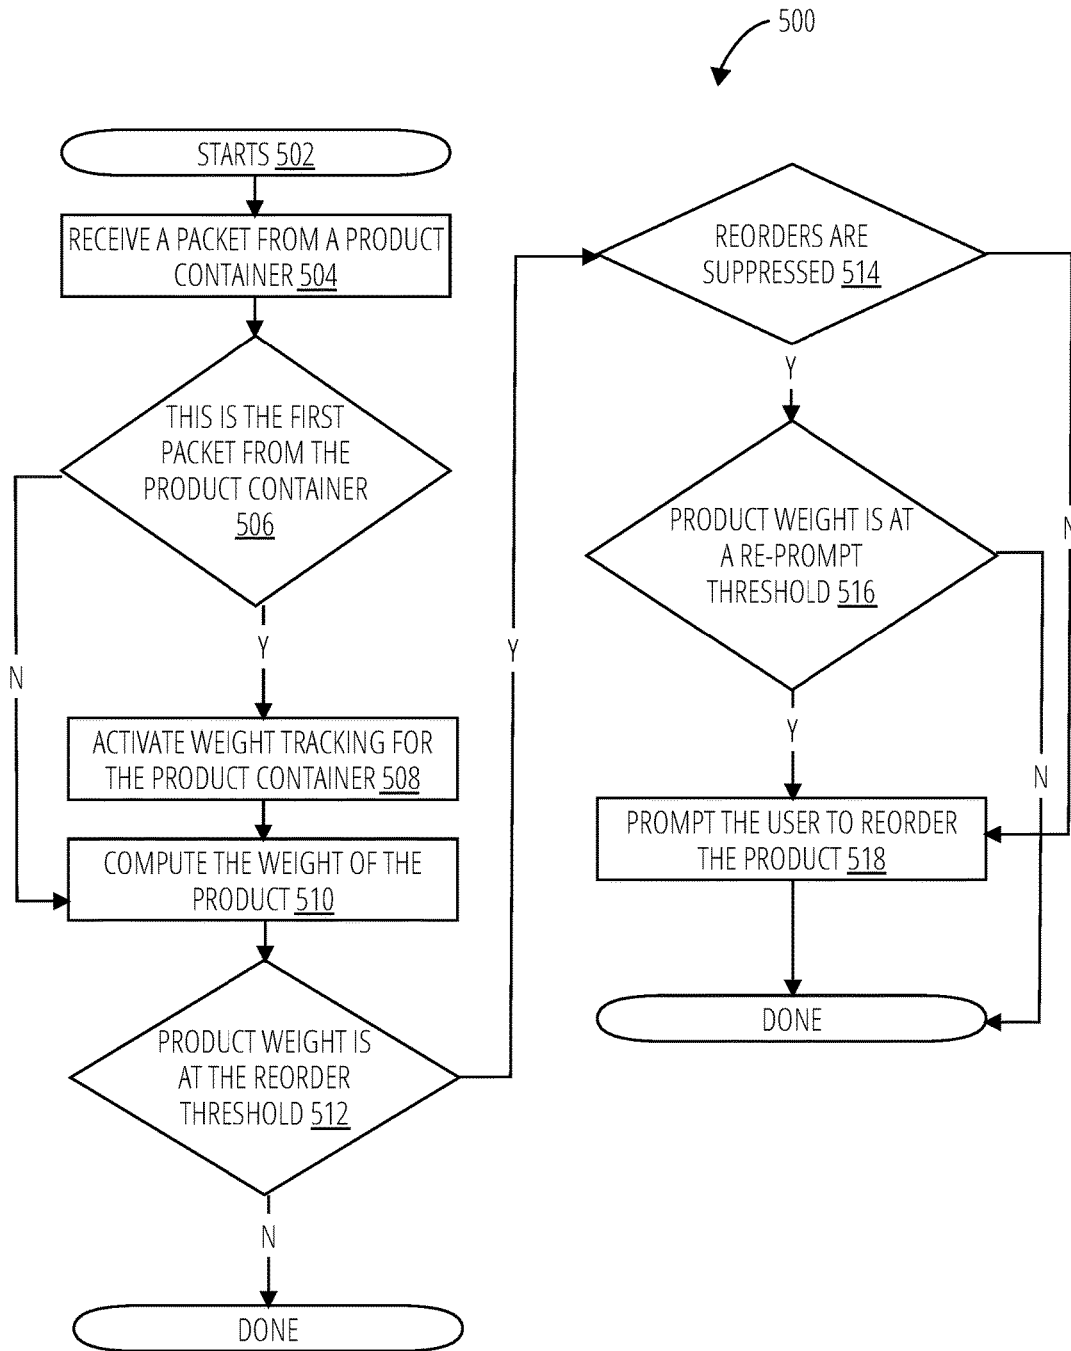 500
STARTS 502
RECEIVE A PACKET FROM A PRODUCT
CONTAINER 504
THIS IS THE FIRST
PACKET FROM THE
PRODUCT CONTAINER
506
Y
N
ACTIVATE WEIGHT TRACKING FOR
THE PRODUCT CONTAINER 508
COMPUTE THE WEIGHT OF THE
PRODUCT 510
PRODUCT WEIGHT IS
AT THE REORDER
THRESHOLD 512
Y
N
DONE
REORDERS ARE
SUPPRESSED 514
Y
N
PRODUCT WEIGHT IS AT
A RE-PROMPT
THRESHOLD 516
Y
N
PROMPT THE USER TO REORDER
THE PRODUCT 518
DONE